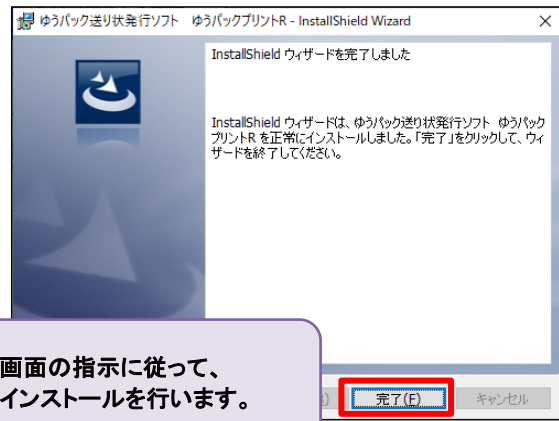 ゆうパック送り状発行ソフト ゆうパックプリントR - InstallShield Wizard
InstallShield ウィザードを完了しました
InstallShield ウィザードは、ゆうパック送り状発行ソフト ゆうパック
プリントR を正常にインストールしました。「完了」をクリックして、ウィ
ザードを終了してください。
画面の指示に従って、
インストールを行います。
完了(F)
キャンセル